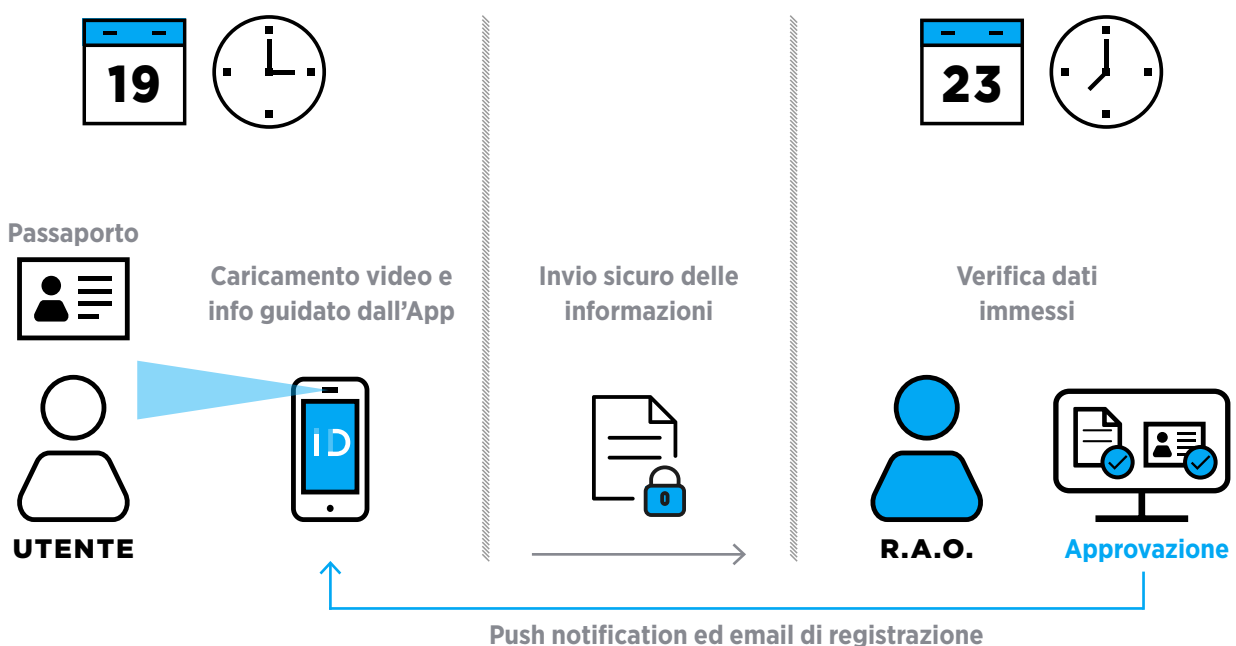 19
23
Passaporto
Caricamento video e
info guidato dall'App
Invio sicuro delle
informazioni
Verifica dati
immessi
ID
UTENTE
R.A.O.
Approvazione
Push notification ed email di registrazione